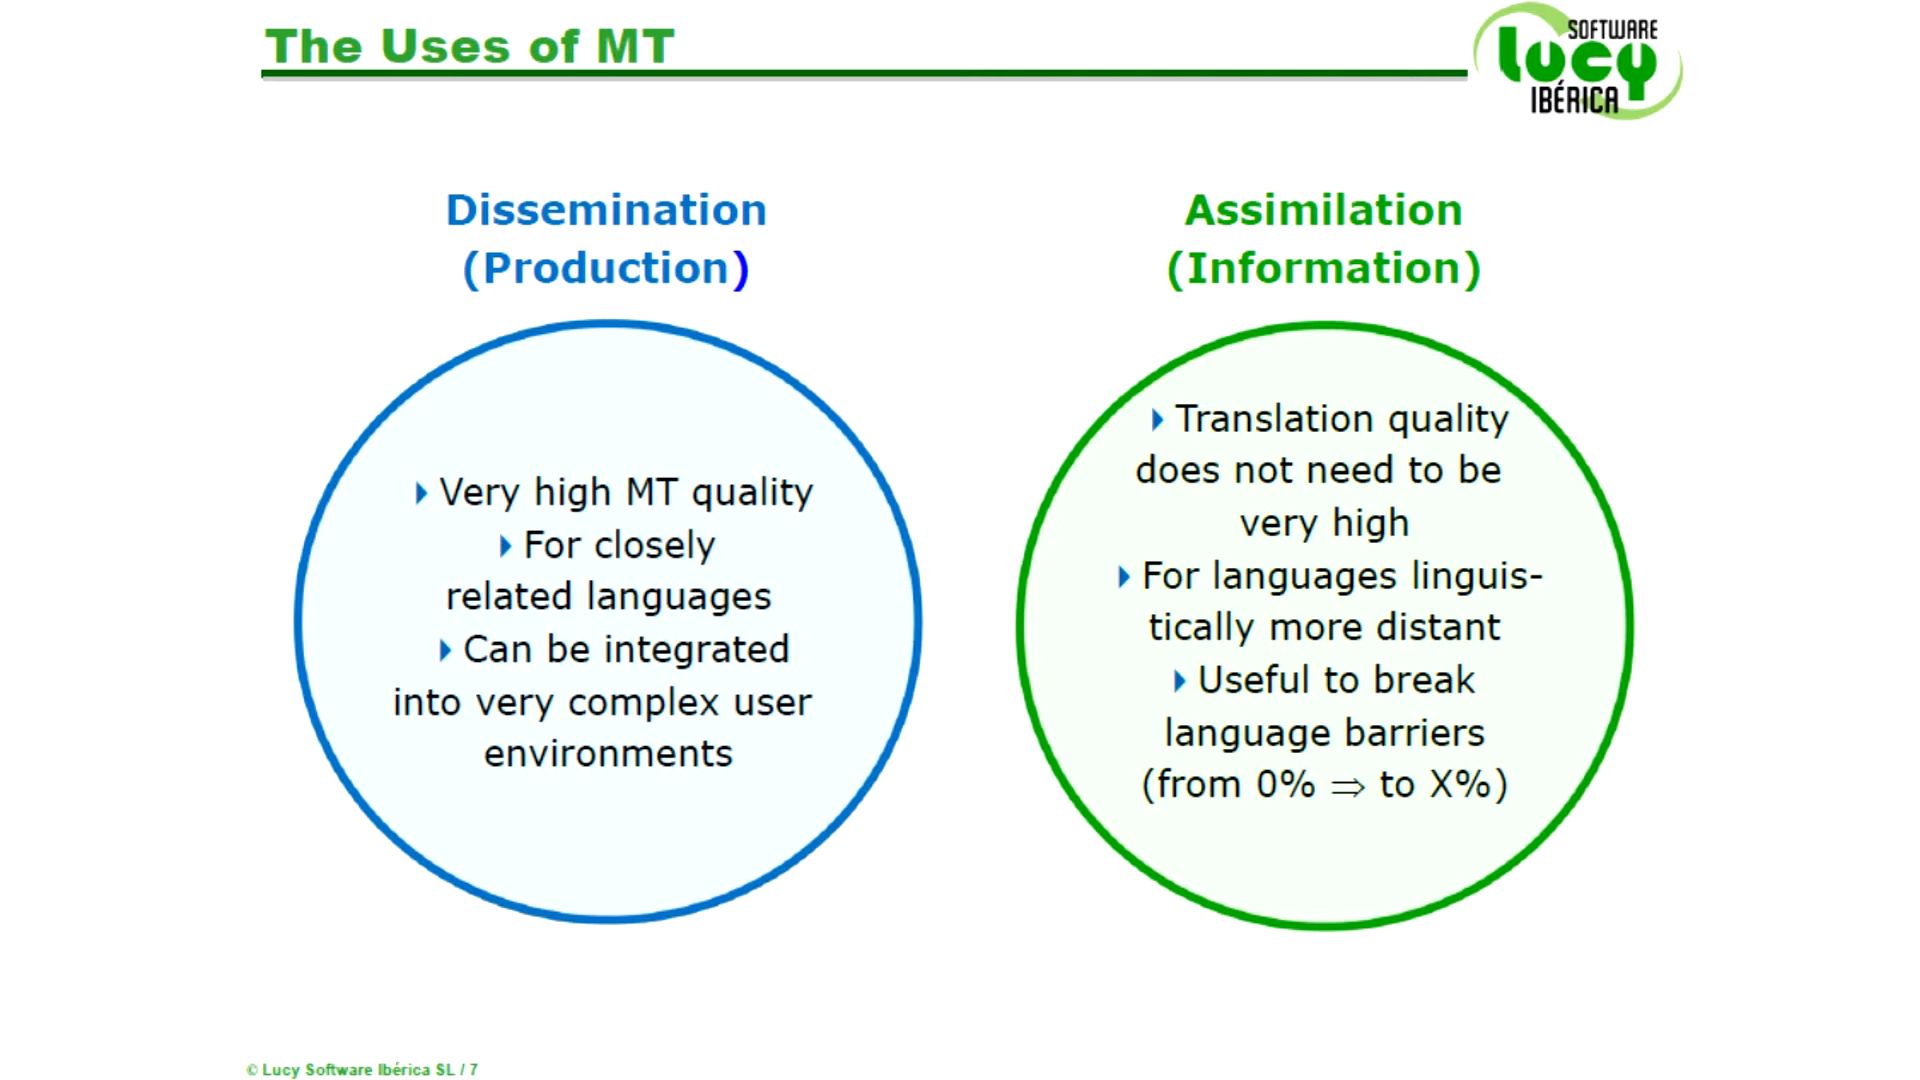 The Uses of MT
SOFTWARE
Lucy
IBÉRICA
Dissemination
(Production)
Very high MT quality
For closely
related languages
Can be integrated
into very complex user
environments
Assimilation
(Information)
Translation quality
does not need to be
very high
For languages linguis-
tically more distant
Useful to break
language barriers
(from 0% ⇒ to X%)
© Lucy Software Ibérica SL / 7